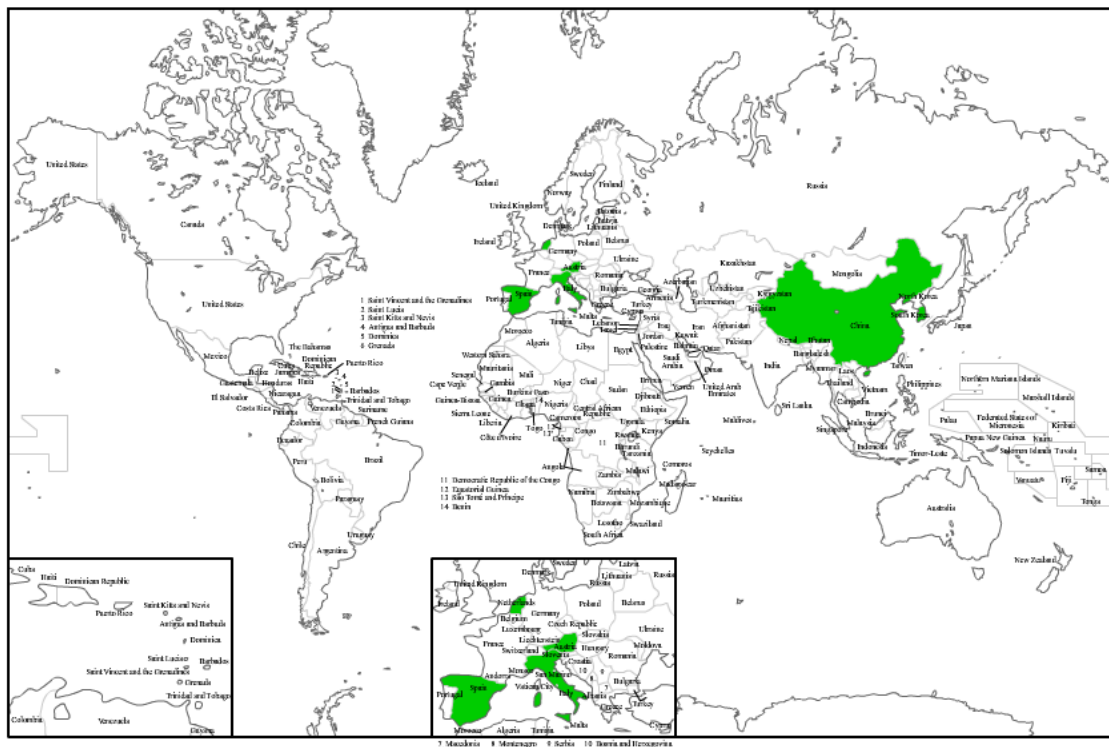 United States
Canada
United States
Mexico
Iceland
Sweden
Finland
Norway
United Kingdom
Ireland
Denmark
Estonia
Latvia
Lithuania
Germany
Poland
Belarus
Ukraine
Russia
France
Austria
Romania
Bulgaria
Italy
Spain
Portugal
Greece
Turkey
Malta
Cyprus
Lebanon
Israel
Syria
Georgia
Armenia
Azerbaijan
Kazakhstan
Uzbekistan
Turkmenistan
Kyrgyzstan
Tajikistan
Mongolia
China
North Korea
South Korea
Japan
Taiwan
Iraq
Iran
Afghanistan
Pakistan
Kuwait
Jordan
Palestine
Bahrain
Qatar
Saudi
Arabia
Oman
Yemen
United Arab
Emirates
India
Nepal
Bhutan
Bangladesh
Myanmar
Laos
Thailand
Vietnam
Cambodia
Philippines
Brunei
Malaysia
Singapore
Indonesia
Sri Lanka
Maldives
Timor-Leste
Northern Mariana Islands
Marshall Islands
Palau
Federated States of
Micronesia
Kiribati
Papua New Guinea
Nauru
Solomon Islands
Tuvalu
Samoa
Vanuatu
Fiji
Tonga
Australia
New Zealand
1 Saint Vincent and the Grenadines
2 Saint Lucia
3 Saint Kitts and Nevis
4 Antigua and Barbuda
5 Dominica
6 Grenada
The Bahamas
Cuba
Dominican
Republic
Puerto Rico
Belize
Jamaica
Haiti
Guatemala
Honduras
El Salvador
Nicaragua
Barbados
Trinidad and Tobago
Costa Rica
Panama
Venezuela
Suriname
Guyana
French Guiana
Colombia
Ecuador
Peru
Brazil
Bolivia
Paraguay
Uruguay
Chile
Argentina
Morocco
Tunisia
Algeria
Libya
Egypt
Western Sahara
Mauritania
Mali
Niger
Chad
Sudan
Eritrea
Cape Verde
Senegal
Gambia
Guinea-Bissau
Guinea
Burkina Faso
Sierra Leone
Liberia
Côte d'Ivoire
Ghana
14
Togo
Nigeria
Cameroon
12
13
Central African
Republic
Djibouti
Ethiopia
Somalia
Gabon
Congo
11
Uganda
Kenya
Rwanda
Burundi
Tanzania
Angola
Zambia
Malawi
Comoros
Seychelles
Madagascar
Mauritius
Namibia
Zimbabwe
Botswana
Mozambique
Lesotho
Swaziland
South Africa
11 Democratic Republic of the Congo
12 Equatorial Guinea
13 São Tomé and Príncipe
14 Benin
Cuba
Haiti
Dominican Republic
Puerto Rico
Saint Kitts and Nevis
Antigua and Barbuda
Dominica
Saint Lucia
Barbados
Saint Vincent and the Grenadines
Grenada
Trinidad and Tobago
Colombia
Venezuela
Guyana
Sweden
Latvia
Denmark
Lithuania
Russia
Russia
United Kingdom
Ireland
Netherlands
Germany
Poland
Belarus
Belgium
Luxembourg
Czech Republic
Slovakia
Ukraine
France
Liechtenstein
Switzerland
Austria
Hungary
Moldova
Slovenia
Romania
Croatia
Monaco
San Marino
10
9
Andorra
Vatican City
8
7
Bulgaria
Portugal
Spain
Italy
Albania
Greece
Turkey
Malta
Cyprus
Morocco
Algeria
Tunisia
7 Macedonia 8 Montenegro 9 Serbia 10 Bosnia and Herzegovina